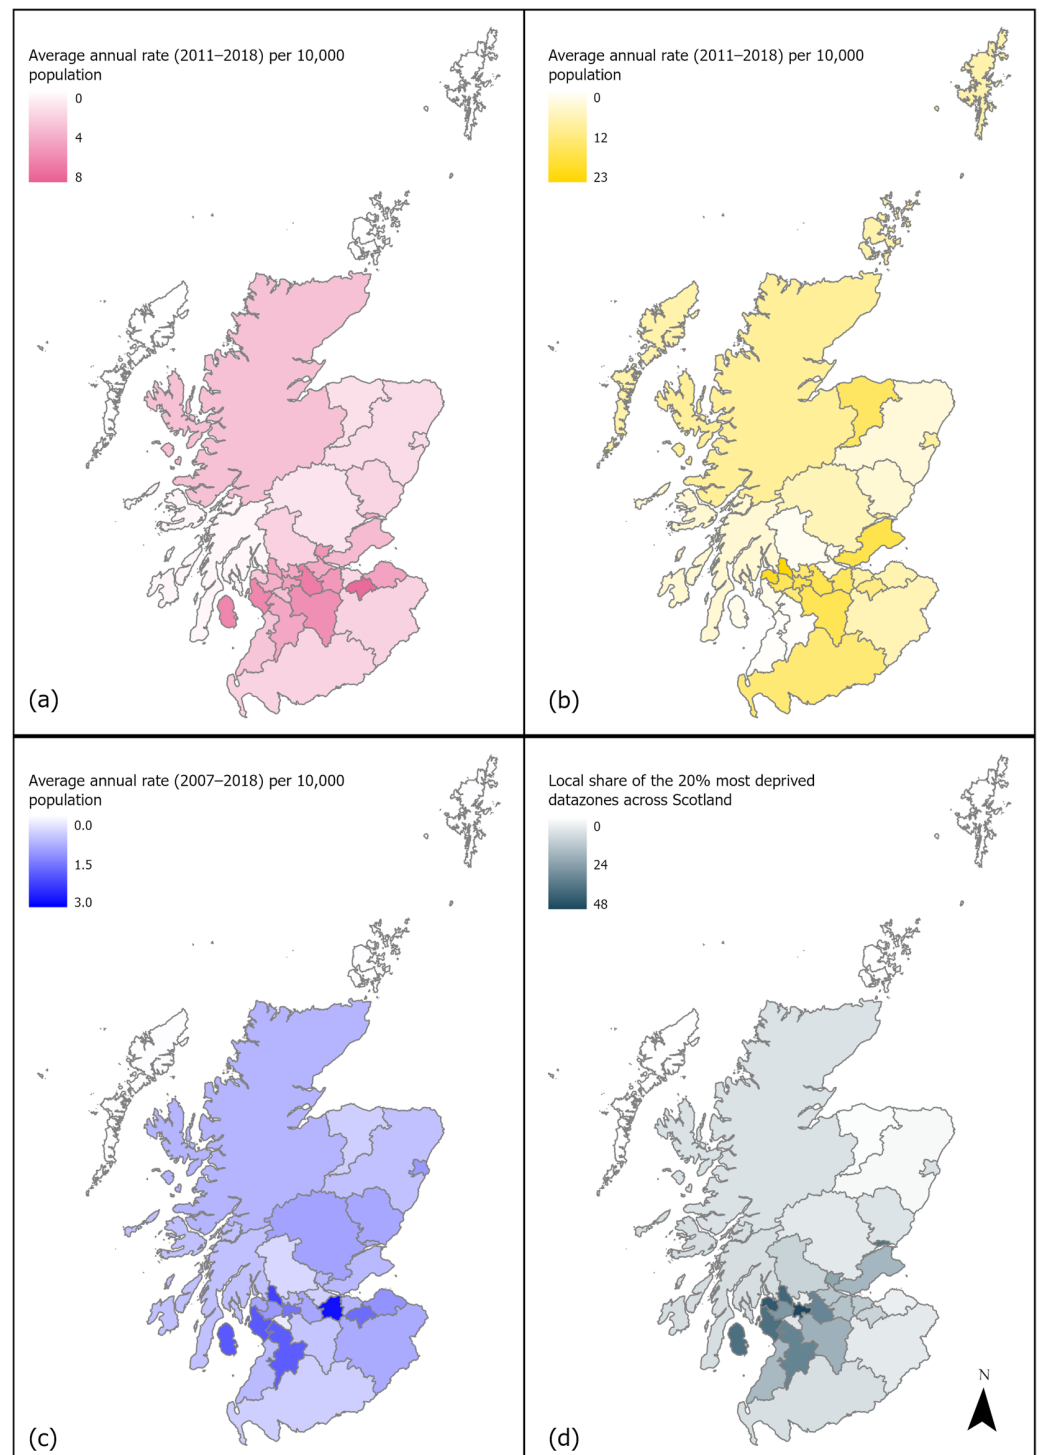 Average annual rate (2011–2018) per 10,000
population
0
4
8
(a)
Average annual rate (2011–2018) per 10,000
population
0
12
23
(b)
Average annual rate (2007–2018) per 10,000
population
0.0
1.5
3.0
(c)
Local share of the 20% most deprived
datazones across Scotland
0
24
48
N
(d)